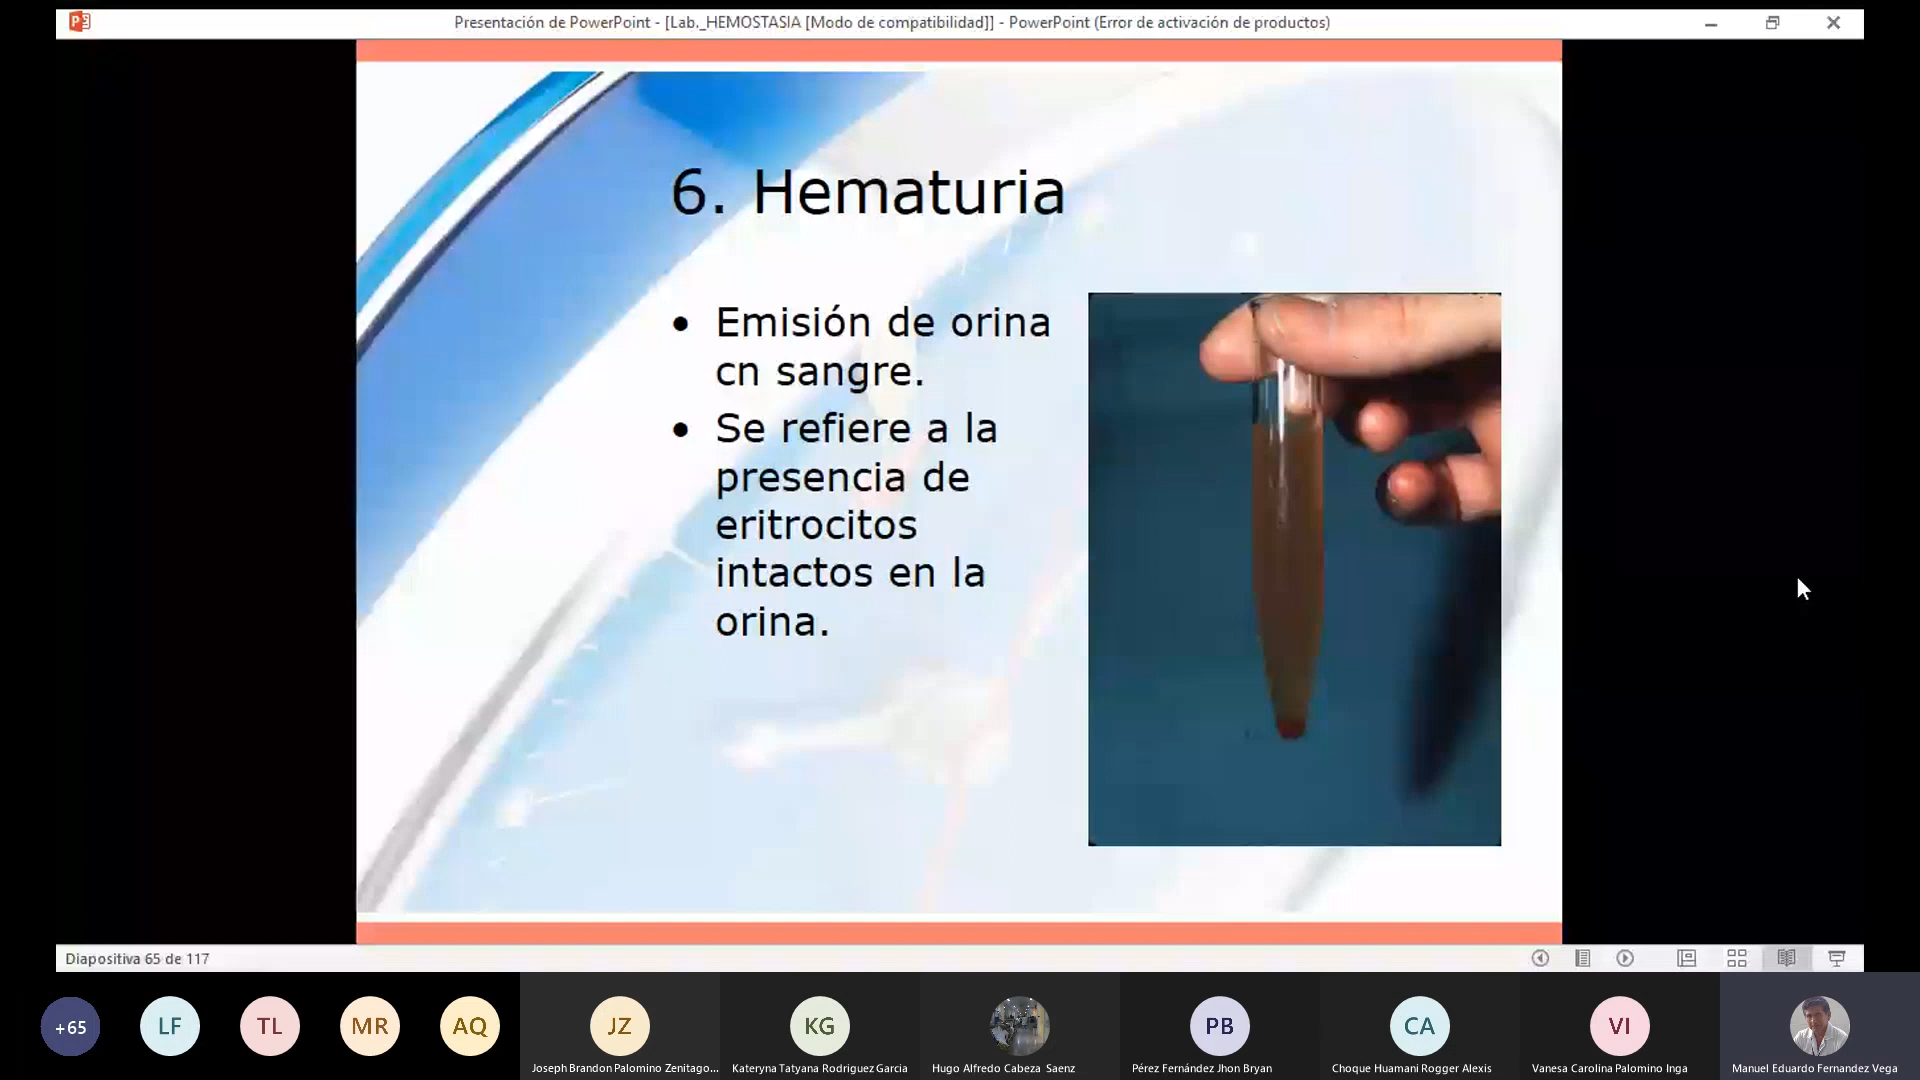 Presentación de PowerPoint - [Lab._HEMOSTASIA [Modo de compatibilidad]] - PowerPoint (Error de activación de productos)
6. Hematuria
• Emisión de orina
cn sangre.
• Se refiere a la
presencia de
eritrocitos
intactos en la
orina.
Diapositiva 65 de 117
+65
LF
TL
MR
AQ
JZ
KG
PB
CA
VI
Joseph Brandon Palomino Zenitago...
Kateryna Tatyana Rodriguez Garcia
Hugo Alfredo Cabeza Saenz
Pérez Fernández Jhon Bryan
Choque Huamani Rogger Alexis
Vanesa Carolina Palomino Inga
Manuel Eduardo Fernandez Vega